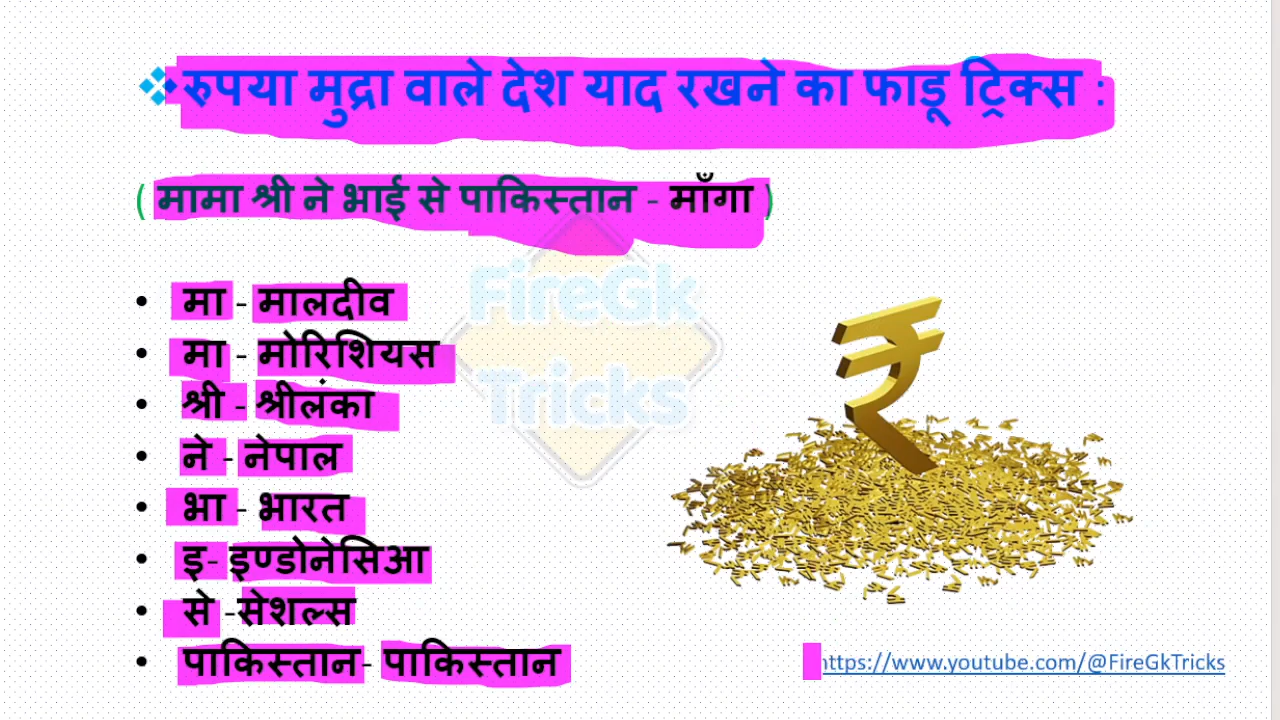 ❖रुपया मुद्रा वाले देश याद रखने का फाडू ट्रिक्स :
( मामा श्री ने भाई से पाकिस्तान - माँगा )
FireGk
Tricks
• मा - मालदीव
• मा - मोरिशियस
• श्री - श्रीलंका
• ने - नेपाल
• भा - भारत
• इ- इण्डोनेसिआ
• से -सेशल्स
• पाकिस्तान- पाकिस्तान
https://www.youtube.com/@FireGkTricks